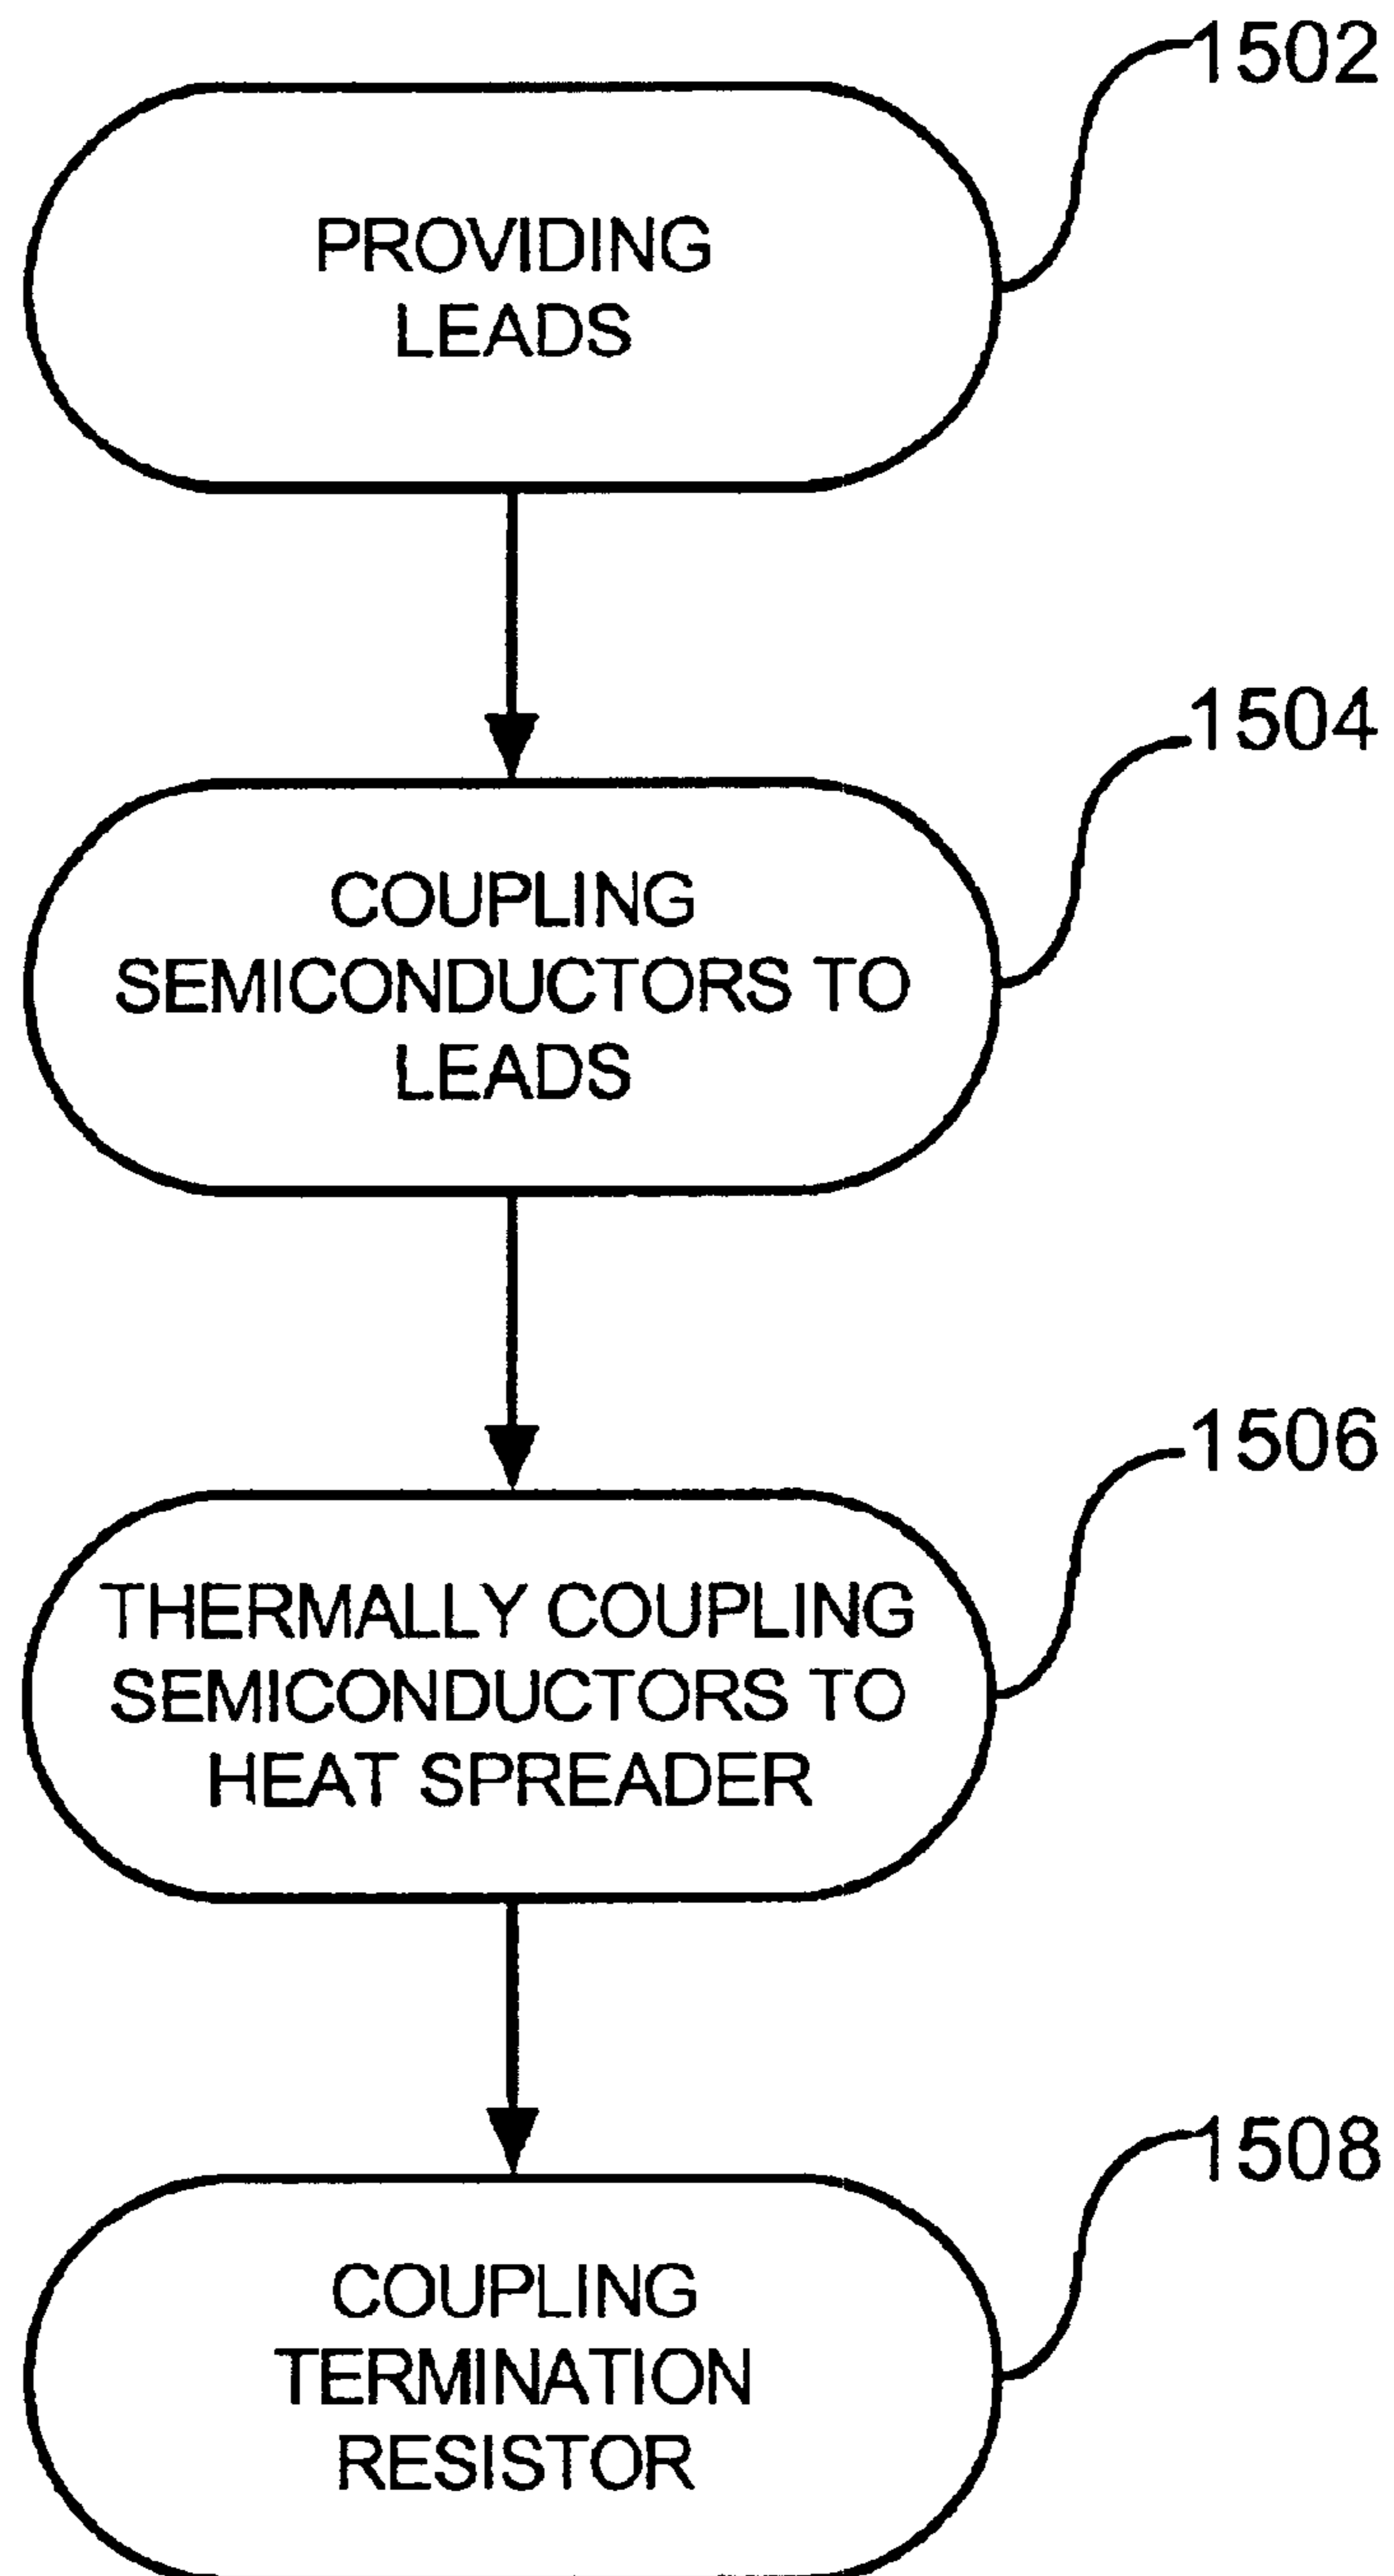 1502
PROVIDING
LEADS
1504
COUPLING
SEMICONDUCTORS TO
LEADS
1506
THERMALLY COUPLING
SEMICONDUCTORS TO
HEAT SPREADER
1508
COUPLING
TERMINATION
RESISTOR